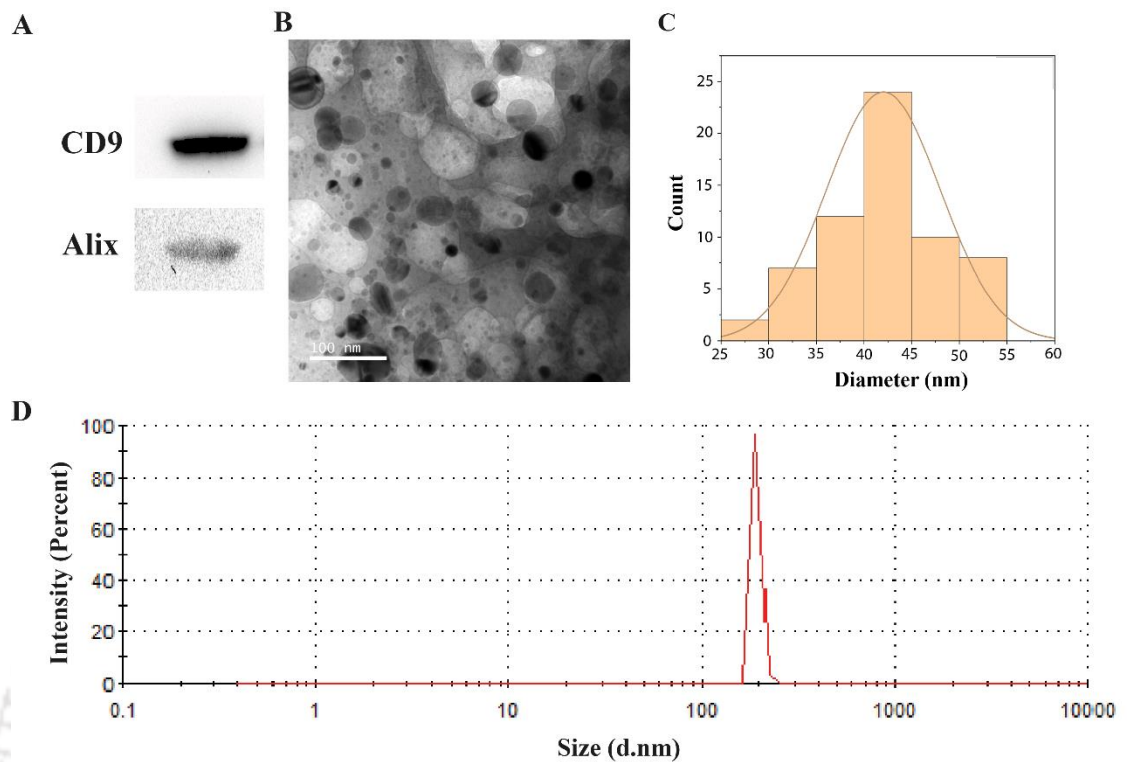 A
CD9
Alix
B
100 nm
C
Count
25
20
15
10
5
0
25 30 35 40 45 50 55 60
Diameter (nm)
D
Intensity (Percent)
100
80
60
40
20
0
0.1 1 10 100 1000 10000
Size (d.nm)